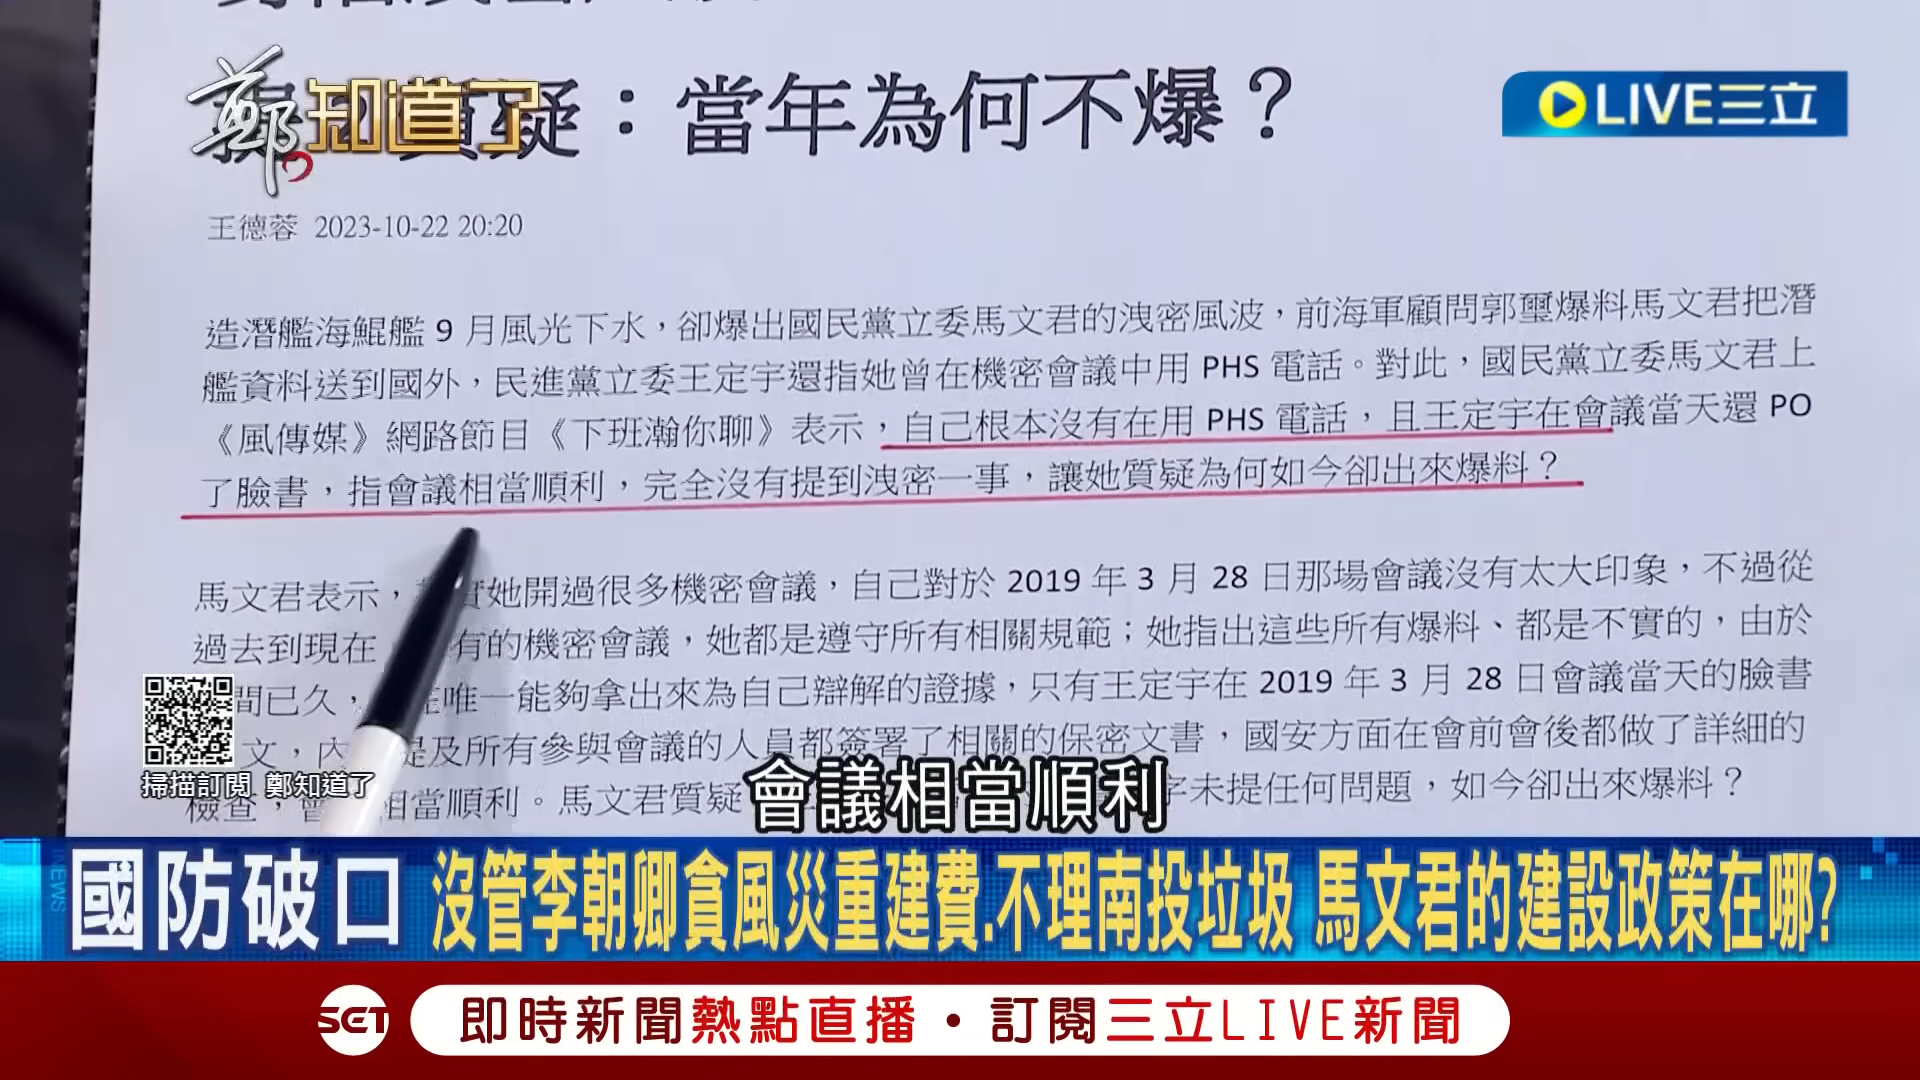 鄭知道了
質疑：當年為何不爆？
LIVE三立
王德蓉 2023-10-22 20:20
造潛艦海鯤艦 9 月風光下水，卻爆出國民黨立委馬文君的洩密風波，前海軍顧問郭璽爆料馬文君把潛
艦資料送到國外，民進黨立委王定宇還指她曾在機密會議中用 PHS 電話。對此，國民黨立委馬文君上
《風傳媒》網路節目《下班瀚你聊》表示，自己根本沒有在用 PHS 電話，且王定宇在會議當天還 PO
了臉書，指會議相當順利，完全沒有提到洩密一事，讓她質疑為何如今卻出來爆料？
馬文君表示，實她開過很多機密會議，自己對於 2019 年 3 月 28 日那場會議沒有太大印象，不過從
過去到現在有的機密會議，她都是遵守所有相關規範；她指出這些所有爆料、都是不實的，由於
間已久，唯一能夠拿出來為自己辯解的證據，只有王定宇在 2019 年 3 月 28 日會議當天的臉書
文，內提及所有參與會議的人員都簽署了相關的保密文書，國安方面在會前會後都做了詳細的
檢查，會相當順利。馬文君質疑宇未提任何問題，如今卻出來爆料？
掃描訂閱 鄭知道了
會議相當順利
NEWS
國防破口 沒管李朝卿貪風災重建費.不理南投垃圾 馬文君的建設政策在哪?
SET 即時新聞熱點直播・訂閱三立LIVE新聞